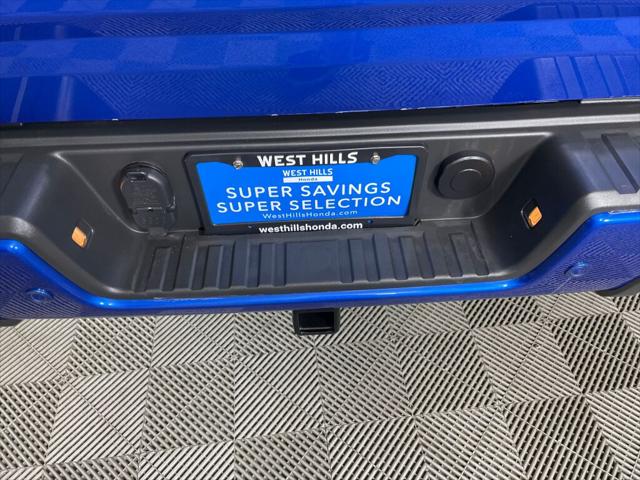 WEST HILLS
WEST HILLS
Honda
SUPER SAVINGS
SUPER SELECTION
WestHillsHonda.com
westhillshonda.com